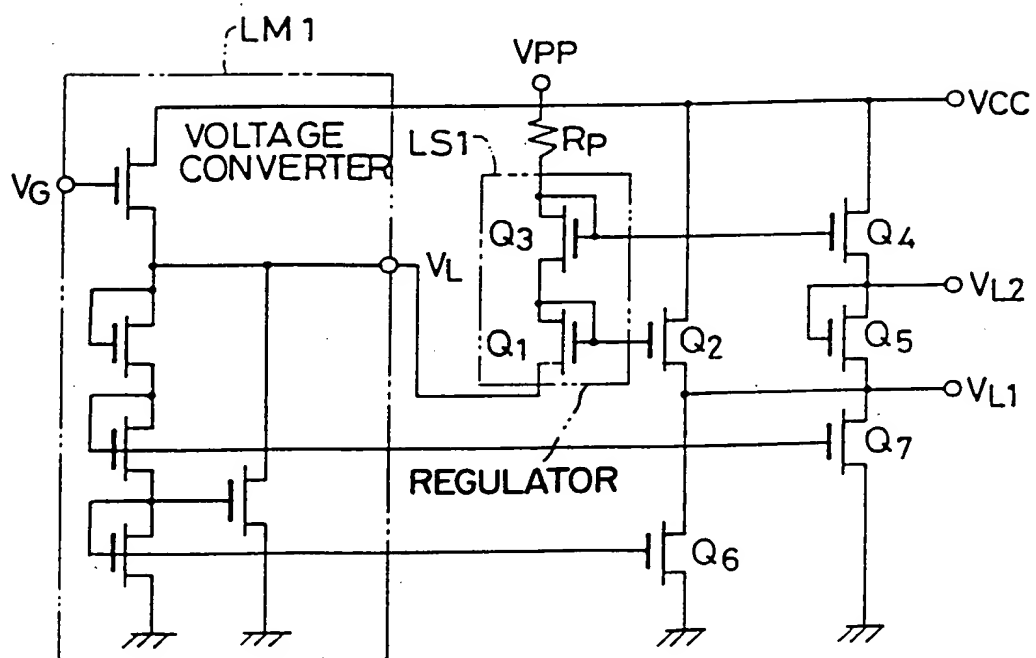 LM1
VPP
VCC
VOLTAGE
CONVERTER
LS1
RP
VG
Q3
Q4
VL
VL2
Q1
Q2
Q5
VL1
Q7
REGULATOR
Q6